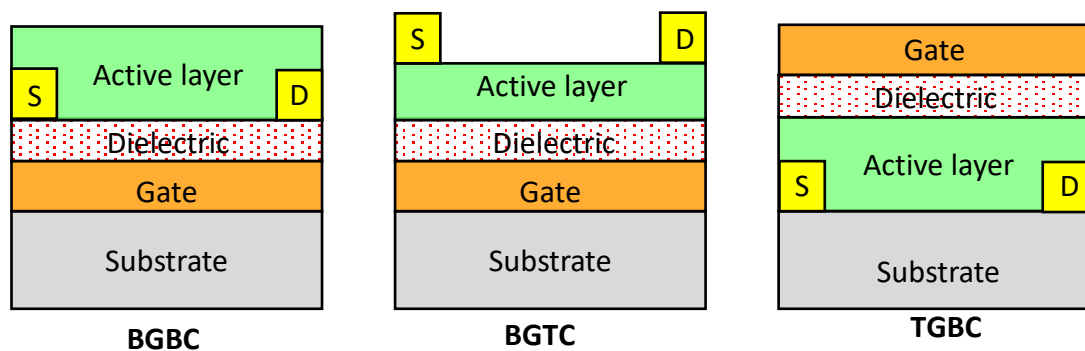 Active layer
S
D
Dielectric
Gate
Substrate
BGBC
S
D
Active layer
Dielectric
Gate
Substrate
BGTC
Gate
Dielectric
Active layer
S
D
Substrate
TGBC